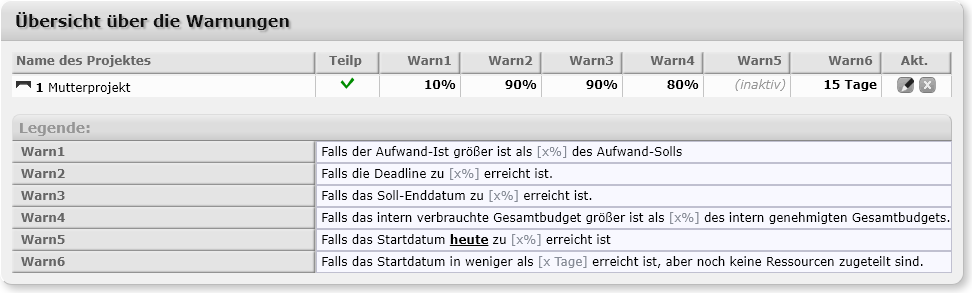 Übersicht über die Warnungen
Name des Projektes Teilp Warn1 Warn2 Warn3 Warn4 Warn5 Warn6 Akt.
1 Mutterprojekt 10% 90% 90% 80% (inaktiv) 15 Tage
Legende:
Warn1 Falls der Aufwand-Ist größer ist als [x%] des Aufwand-Solls
Warn2 Falls die Deadline zu [x%] erreicht ist.
Warn3 Falls das Soll-Enddatum zu [x%] erreicht ist.
Warn4 Falls das intern verbrauchte Gesamtbudget größer ist als [x%] des intern genehmigten Gesamtbudgets.
Warn5 Falls das Startdatum heute zu [x%] erreicht ist
Warn6 Falls das Startdatum in weniger als [x Tage] erreicht ist, aber noch keine Ressourcen zugeteilt sind.